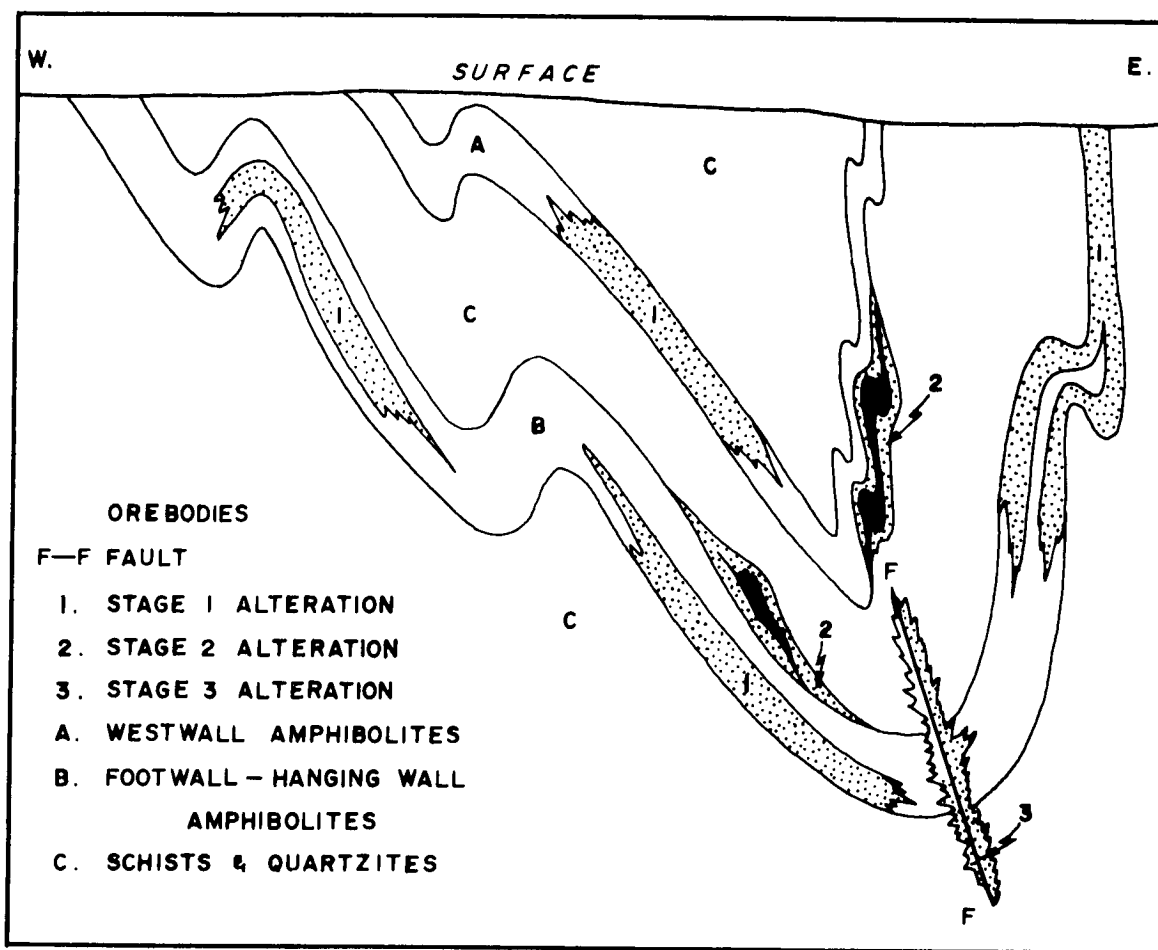 W.
SURFACE
E.
A
C
1
1
1
C
2
B
OREBODIES
F—F FAULT
F
1. STAGE 1 ALTERATION
C
2. STAGE 2 ALTERATION
2
3. STAGE 3 ALTERATION
1
A. WESTWALL AMPHIBOLITES
B. FOOTWALL – HANGING WALL
AMPHIBOLITES
3
C. SCHISTS & QUARTZITES
F